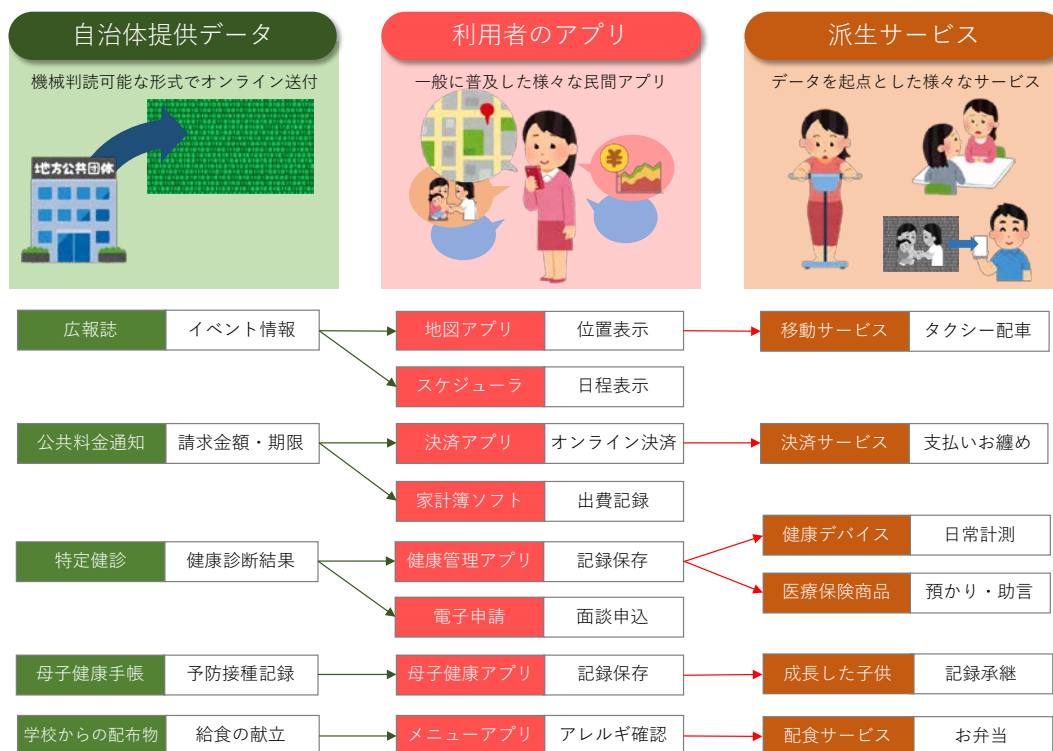 自治体提供データ
機械判読可能な形式でオンライン送付
地方公共団体
利用者のアプリ
一般に普及した様々な民間アプリ
¥
派生サービス
データを起点とした様々なサービス
広報誌 イベント情報 地図アプリ 位置表示 移動サービス タクシー配車
スケジューラ 日程表示
公共料金通知 請求金額・期限 決済アプリ オンライン決済 決済サービス 支払いお纏め
家計簿ソフト 出費記録
健康デバイス 日常計測
特定健診 健康診断結果 健康管理アプリ 記録保存
医療保険商品 預かり・助言
電子申請 面談申込
母子健康手帳 予防接種記録 母子健康アプリ 記録保存 成長した子供 記録承継
学校からの配布物 給食の献立 メニューアプリ アレルギ確認 配食サービス お弁当